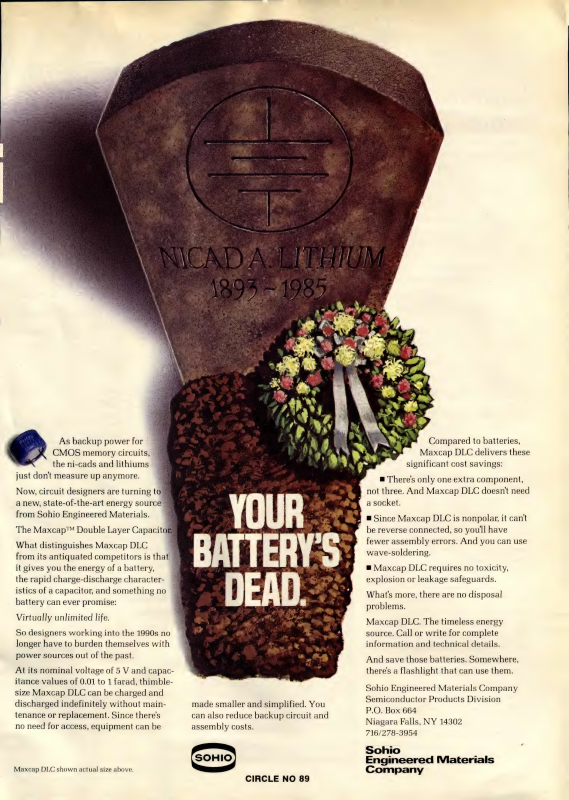 NICAD A. LITHIUM
1893 – 1985
YOUR
BATTERY'S
DEAD.
As backup power for
CMOS memory circuits,
the ni-cads and lithiums
just don't measure up anymore.
Now, circuit designers are turning to
a new, state-of-the-art energy source
from Sohio Engineered Materials.
The Maxcap™ Double Layer Capacitor.
What distinguishes Maxcap DLC
from its antiquated competitors is that
it gives you the energy of a battery,
the rapid charge-discharge character-
istics of a capacitor, and something no
battery can ever promise:
Virtually unlimited life.
So designers working into the 1990s no
longer have to burden themselves with
power sources out of the past.
At its nominal voltage of 5 V and capac-
itance values of 0.01 to 1 farad, thimble-
size Maxcap DLC can be charged and
discharged indefinitely without main-
tenance or replacement. Since there's
no need for access, equipment can be
made smaller and simplified. You
can also reduce backup circuit and
assembly costs.
Compared to batteries,
Maxcap DLC delivers these
significant cost savings:
■ There's only one extra component,
not three. And Maxcap DLC doesn't need
a socket.
■ Since Maxcap DLC is nonpolar, it can't
be reverse connected, so you'll have
fewer assembly errors. And you can use
wave-soldering.
■ Maxcap DLC requires no toxicity,
explosion or leakage safeguards.
What's more, there are no disposal
problems.
Maxcap DLC. The timeless energy
source. Call or write for complete
information and technical details.
And save those batteries. Somewhere,
there's a flashlight that can use them.
Sohio Engineered Materials Company
Semiconductor Products Division
P.O. Box 664
Niagara Falls, NY 14302
716/278-3954
Sohio
Engineered Materials
Company
SOHIO
Maxcap DLC shown actual size above.
CIRCLE NO 89